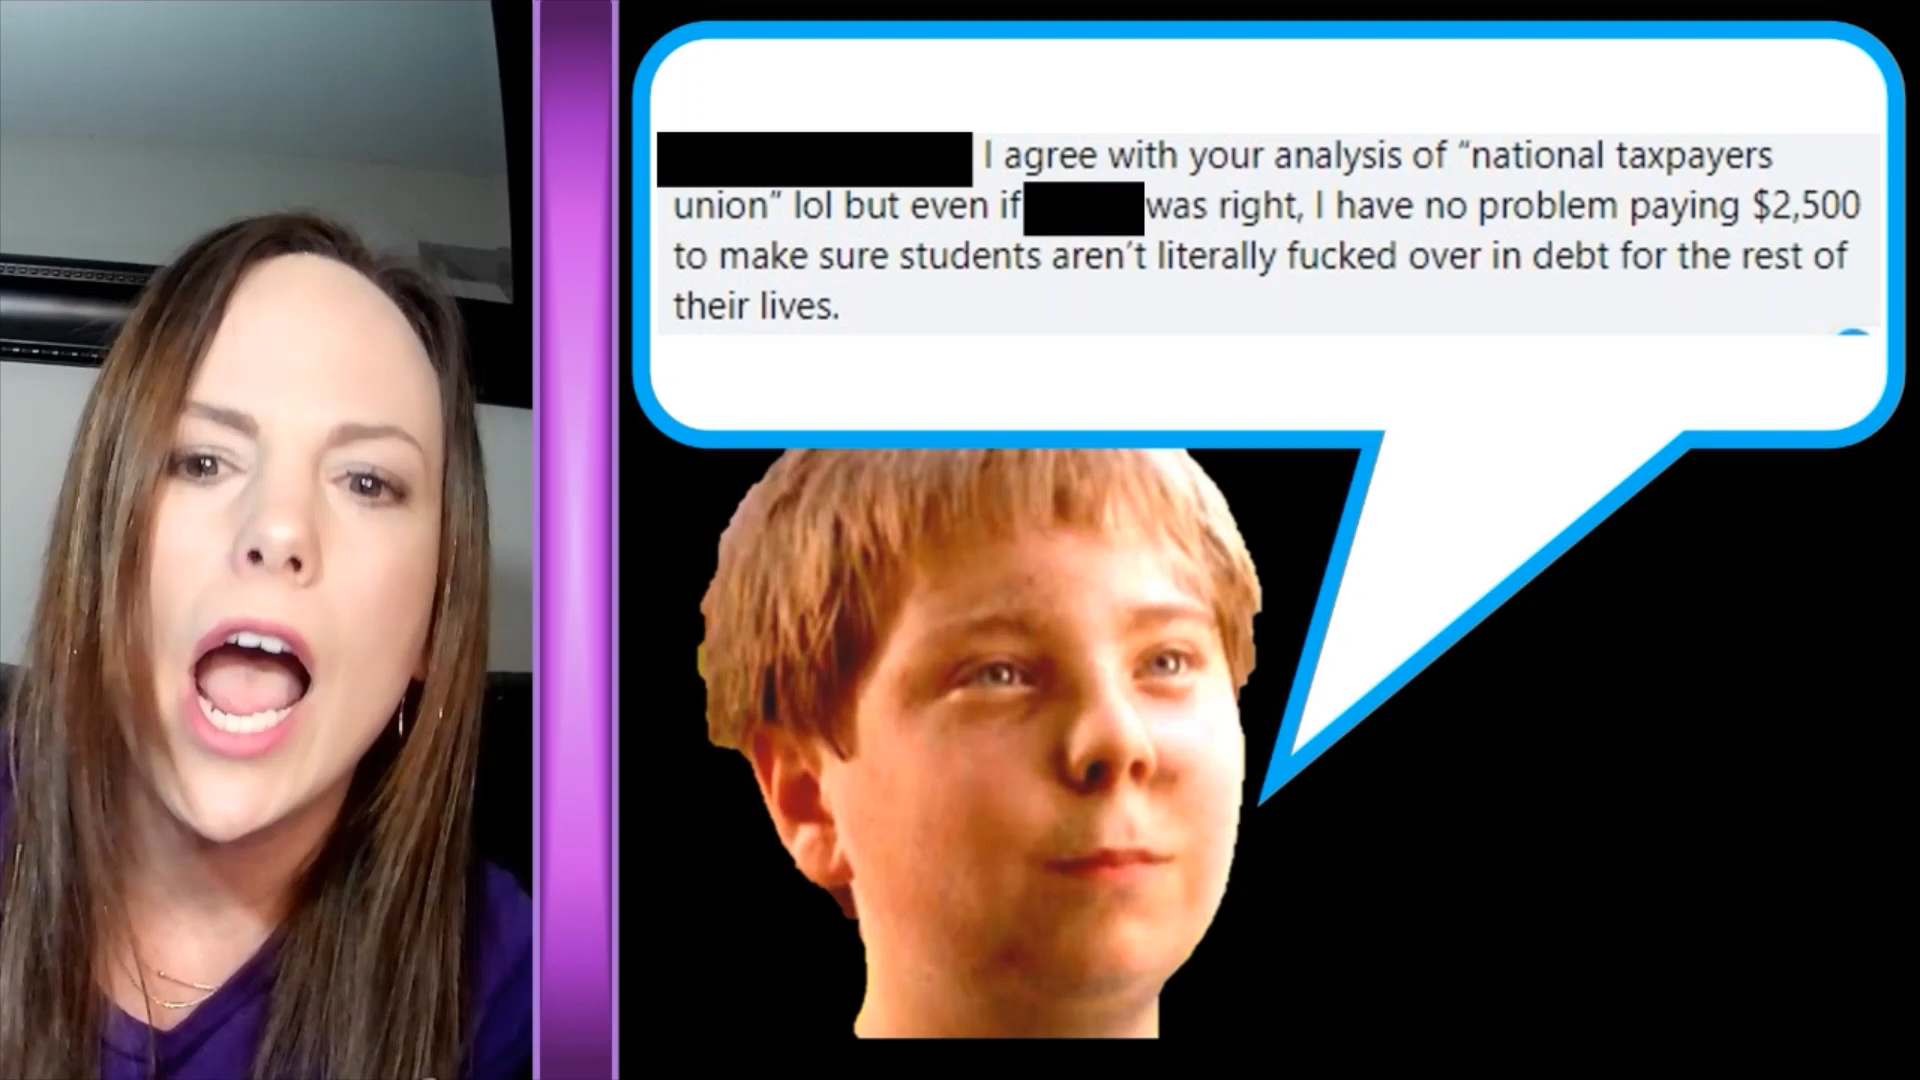 I agree with your analysis of “national taxpayers
union” lol but even if was right, I have no problem paying $2,500
to make sure students aren’t literally fucked over in debt for the rest of
their lives.